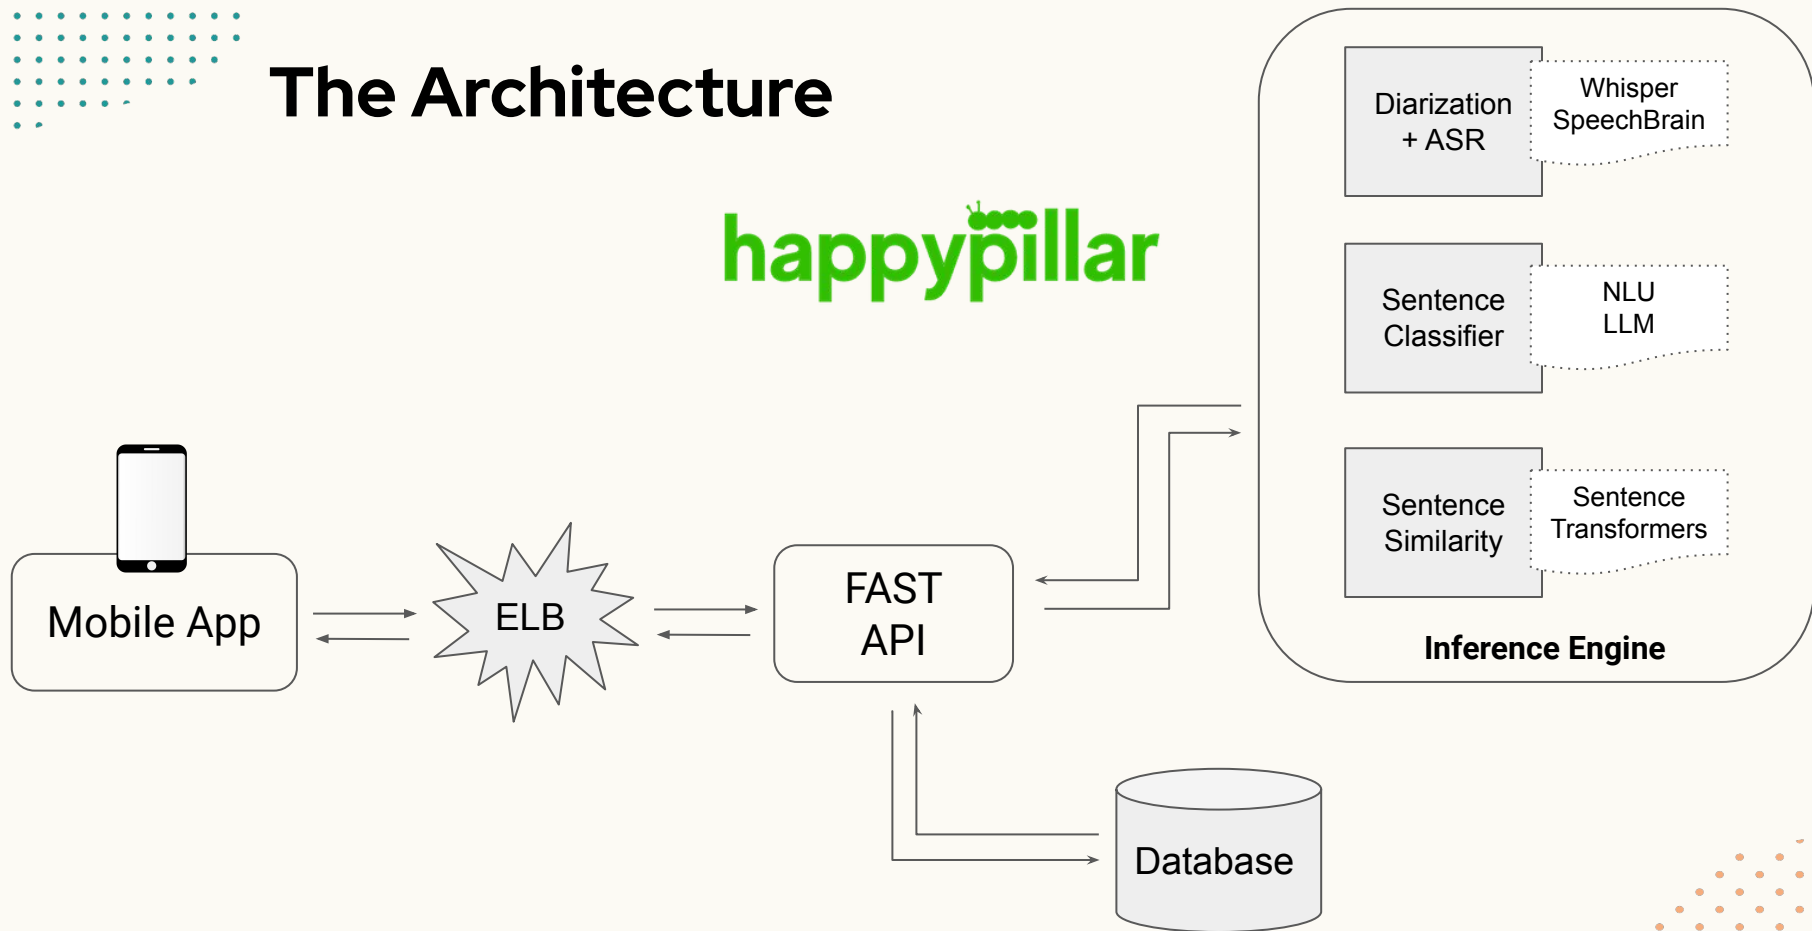 The Architecture
happypillar
Diarization
+ ASR
Whisper
SpeechBrain
Sentence
Classifier
NLU
LLM
Sentence
Similarity
Sentence
Transformers
Inference Engine
Mobile App
ELB
FAST
API
Database